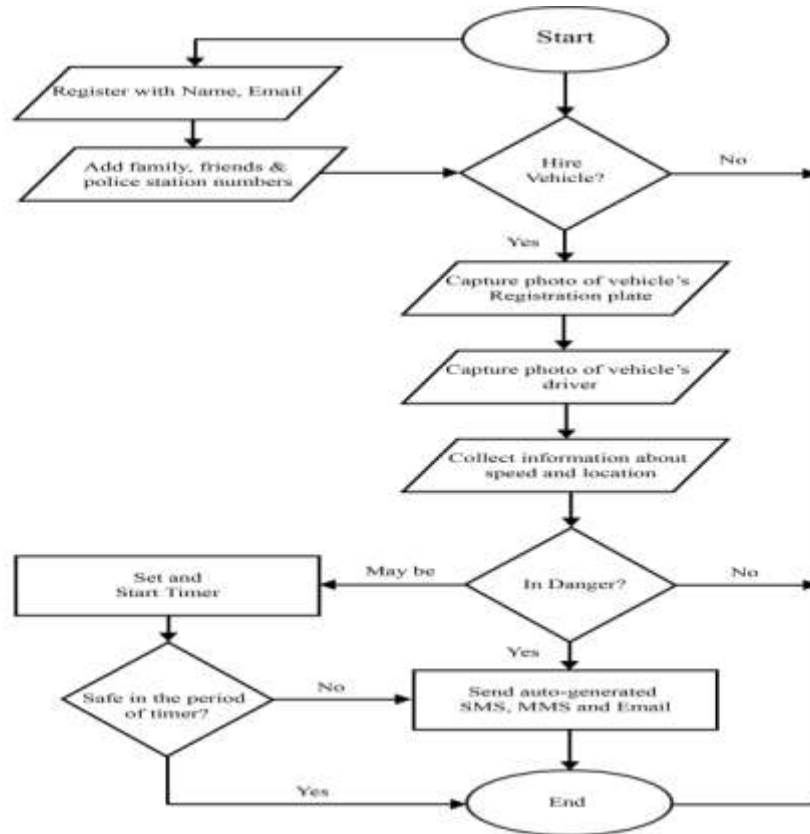 Start
Register with Name, Email
Add family, friends &
police station numbers
Hire
Vehicle?
No
Yes
Capture photo of vehicle's
Registration plate
Capture photo of vehicle's
driver
Collect information about
speed and location
Set and
Start Timer
May be
In Danger?
No
Yes
Safe in the period
of timer?
No
Send auto-generated
SMS, MMS and Email
Yes
End